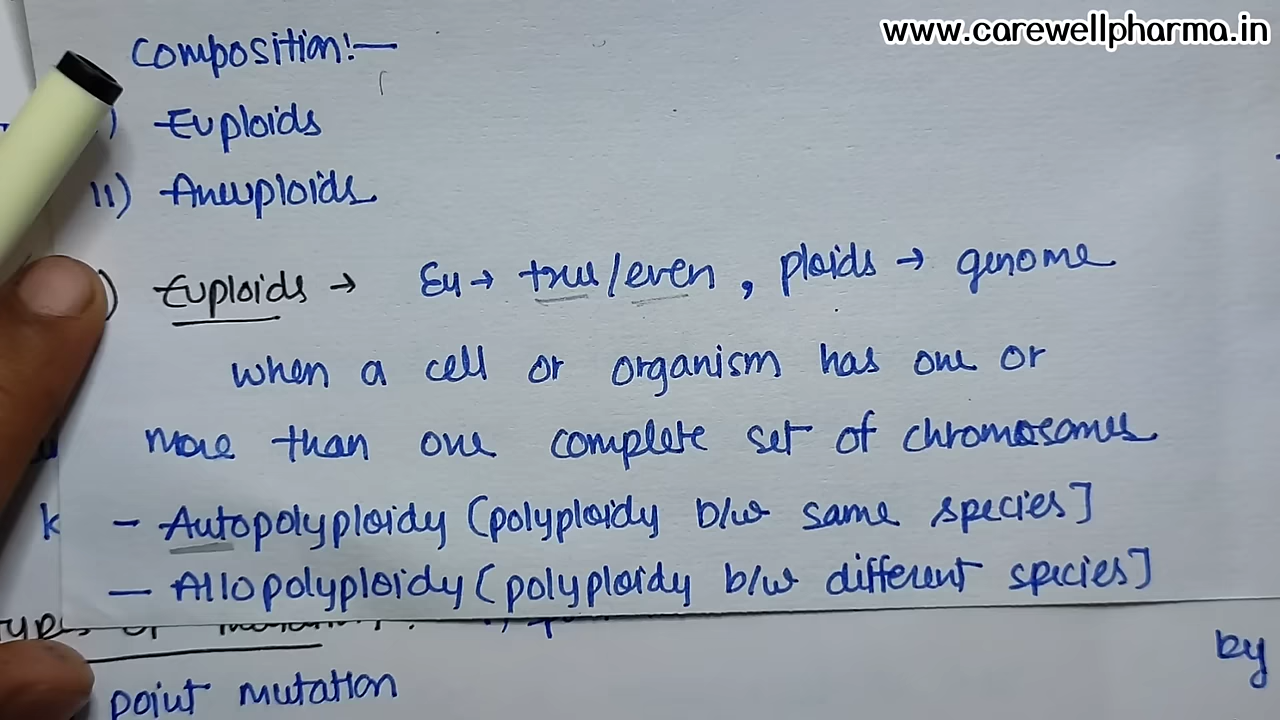 www.carewellpharma.in
Composition:—
) Euploids
II) Aneuploids
) Euploids → Eu → true/even, ploids → genome
when a cell or organism has one or
more than one complete set of chromosomes
k
- Autopolyploidy (polyploidy b/w same species]
— Allopolyploidy (polyploidy b/w different species]
by
point mutation